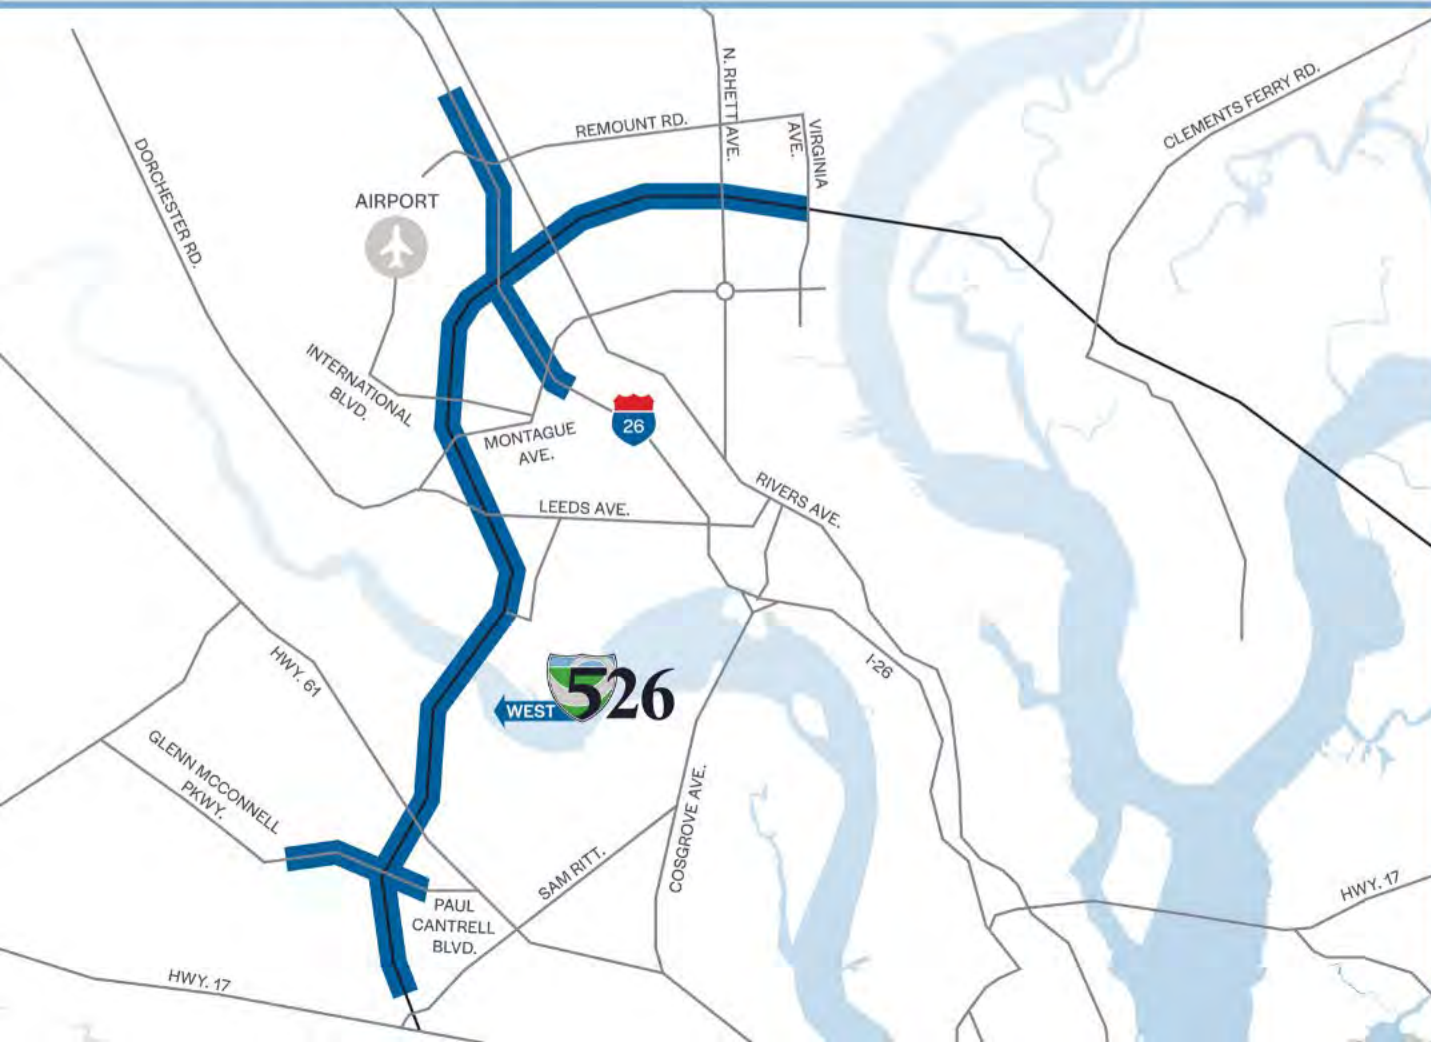 N. RHETT AVE.
CLEMENTS FERRY RD.
REMOUNT RD.
VIRGINIA
AVE.
DORCHESTER RD.
AIRPORT
INTERNATIONAL
BLVD.
26
MONTAGUE
AVE.
RIVERS AVE.
LEEDS AVE.
HWY. 61
I-26
WEST
526
GLENN MCCONNELL
PKWY.
COSGROVE AVE.
SAM RITT.
HWY. 17
PAUL
CANTRELL
BLVD.
HWY. 17